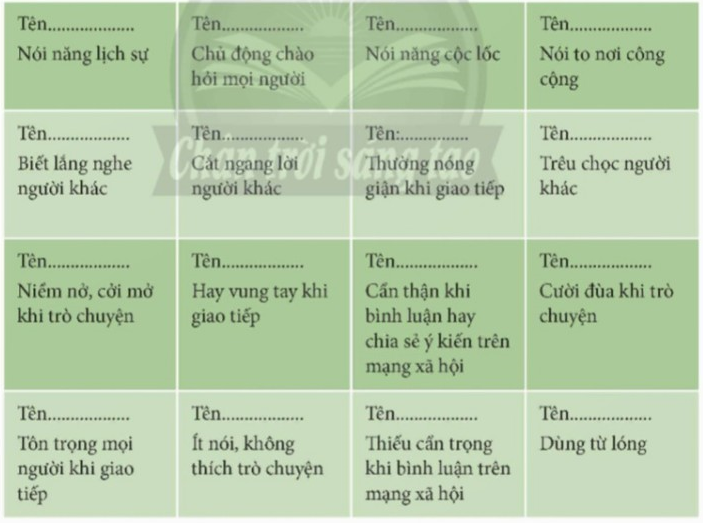 Tên...................
Nói năng lịch sự
Tên...................
Chủ động chào
hỏi mọi người
Tên...................
Nói năng cộc lốc
Tên...................
Nói to nơi công
cộng
Tên...................
Biết lắng nghe
người khác
Tên...................
Cắt ngang lời
người khác
Tên:................
Thường nóng
giận khi giao tiếp
Tên...................
Trêu chọc người
khác
Chân trời sáng tạo
Tên...................
Niềm nở, cởi mở
khi trò chuyện
Tên...................
Hay vung tay khi
giao tiếp
Tên...................
Cẩn thận khi
bình luận hay
chia sẻ ý kiến trên
mạng xã hội
Tên...................
Cười đùa khi trò
chuyện
Tên...................
Tôn trọng mọi
người khi giao
tiếp
Tên...................
Ít nói, không
thích trò chuyện
Tên...................
Thiếu cẩn trọng
khi bình luận trên
mạng xã hội
Tên...................
Dùng từ lóng